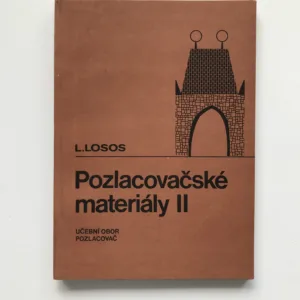 L.LOSOS
Pozlacovačské
materiály II
UČEBNÍ OBOR
POZLACOVAČ